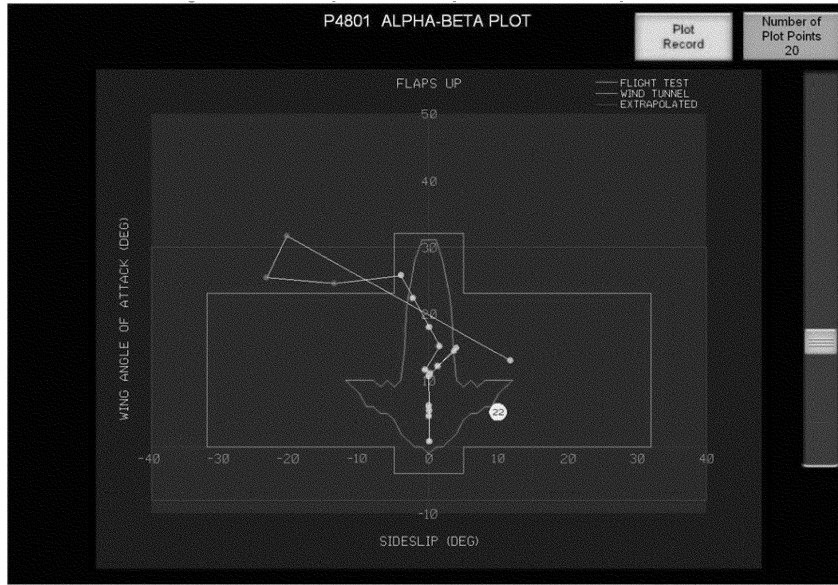 P4801 ALPHA-BETA PLOT
Plot
Record
Number of
Plot Points
20
FLAPS UP
FLIGHT TEST
WIND TUNNEL
EXTRAPOLATED
50
40
30
20
10
22
-40
-30
-20
-10
0
10
20
30
40
-10
WING ANGLE OF ATTACK (DEG)
SIDESLIP (DEG)